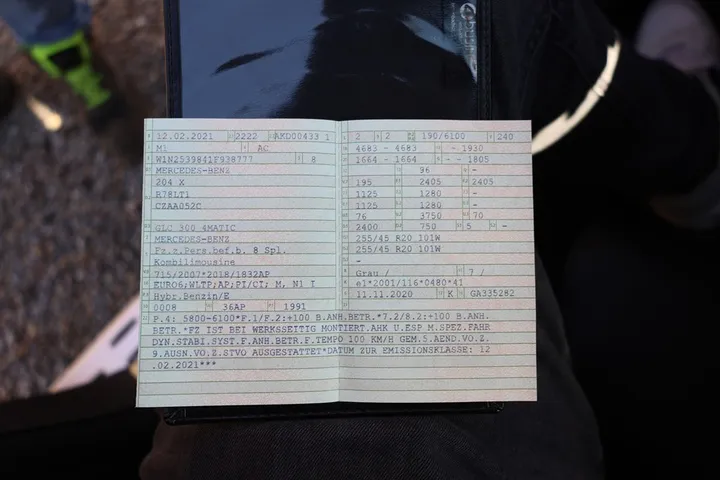 12.02.2021 2222 AKD00433 1
M1 AC
W1N2539841F938777 8
MERCEDES-BENZ
204 X
R78LT1
CZAA052C
GLC 300 4MATIC
MERCEDES-BENZ
Fz.z.Pers.bef.b. 8 Spl.
Kombilimousine
715/2007*2018/1832AP
EURO6;WLTP;AP;PI/CI; M, N1 I
Hybr.Benzin/E
0008 36AP 1991
2 2 190/6100 240
4683 - 4683 - -1930
1664 - 1664 - - 1805
96 -
195 2405 2405
1125 1280 -
1125 1280 -
76 3750 70
2400 750 5 -
255/45 R20 101W
255/45 R20 101W
-
Grau / 7 /
e1*2001/116*0480*41
11.11.2020 K GA335282
P.4: 5800-6100*F.1/F.2:+100 B.ANH.BETR.*7.2/8.2:+100 B.ANH.
BETR.*FZ IST BEI WERKSSEITIG MONTIERT.AHK U.ESP M.SPEZ.FAHR
DYN.STABI.SYST.F.ANH.BETR.F.TEMPO 100 KM/H GEM.5.AEND.VO.Z.
9.AUSN.VO.Z.STVO AUSGESTATTET*DATUM ZUR EMISSIONSKLASSE: 12
.02.2021***